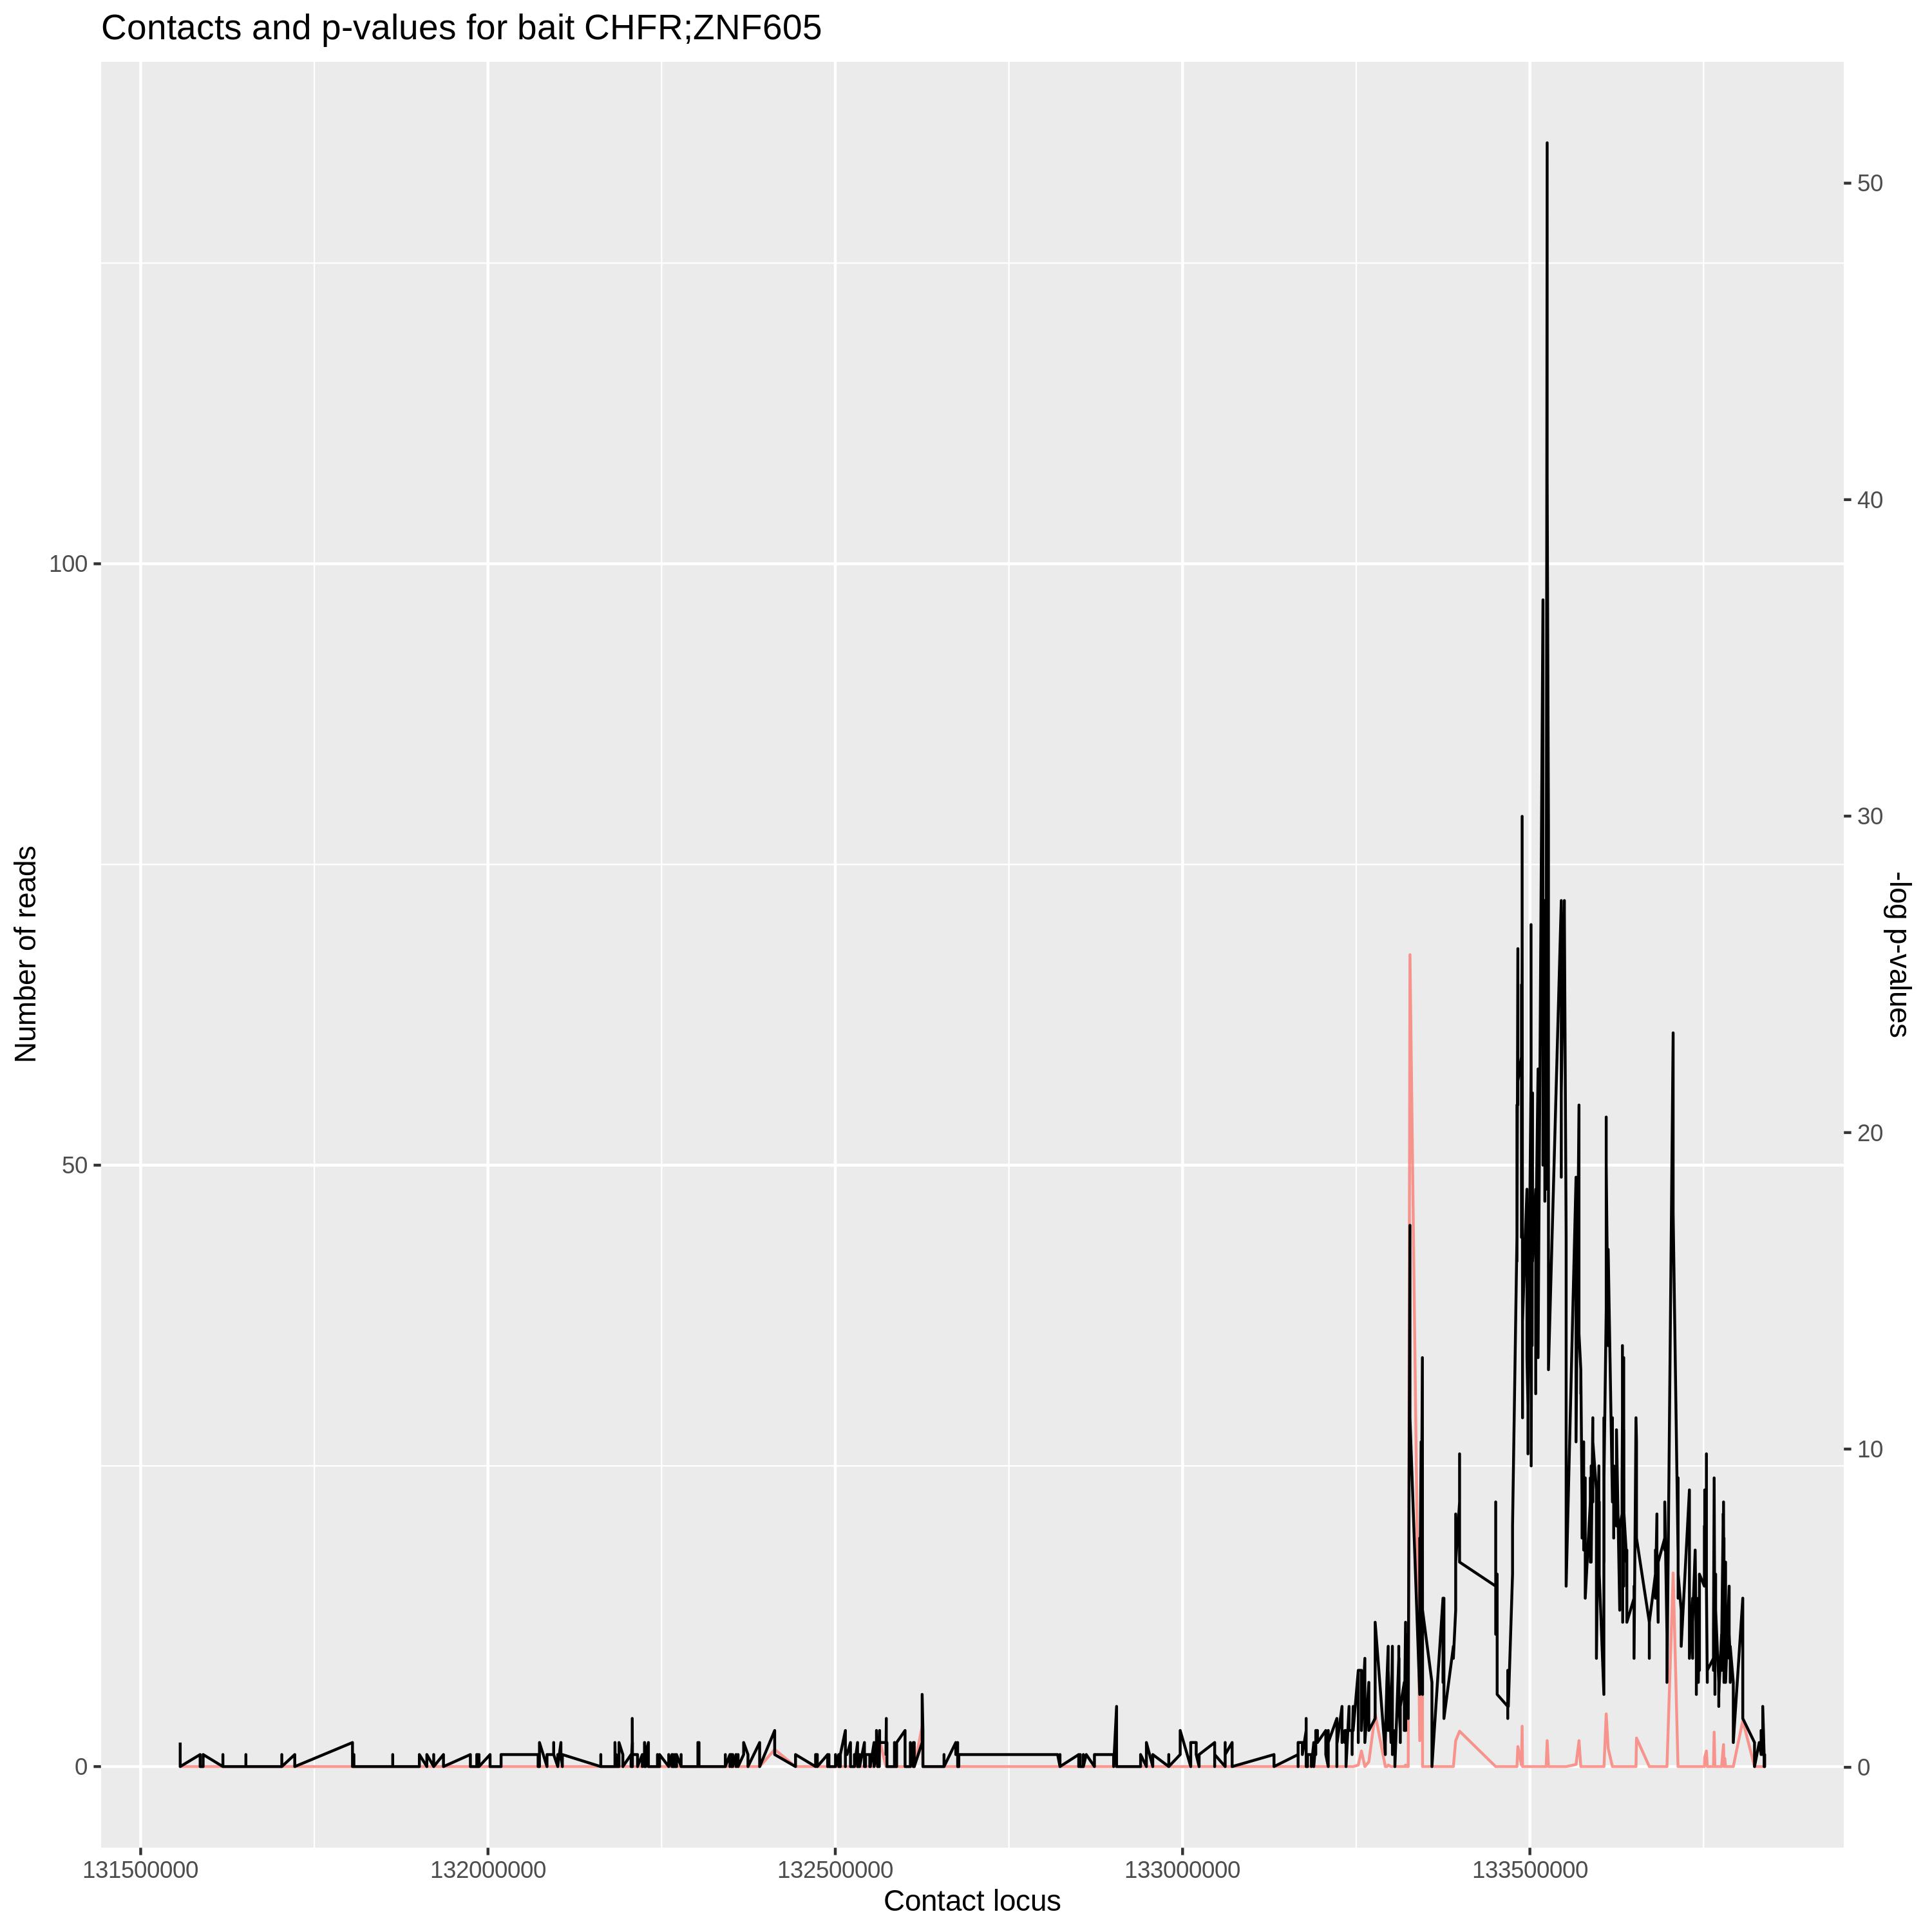 Contacts and p-values for bait CHFR;ZNF605
Number of reads
100
50
0
50
40
30
20
10
0
-log p-values
131500000 132000000 132500000 133000000 133500000
Contact locus